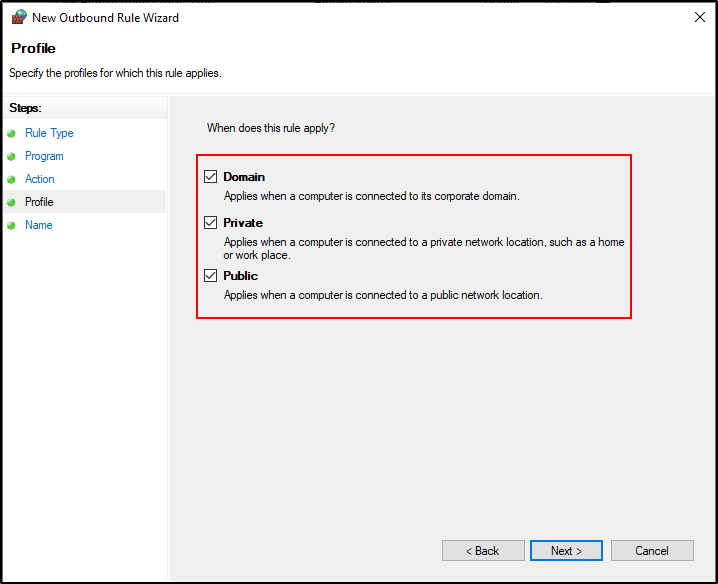 New Outbound Rule Wizard
Profile
Specify the profiles for which this rule applies.
Steps:
Rule Type
Program
Action
Profile
Name
When does this rule apply?
Domain
Applies when a computer is connected to its corporate domain.
Private
Applies when a computer is connected to a private network location, such as a home
or work place.
Public
Applies when a computer is connected to a public network location.
< Back
Next >
Cancel